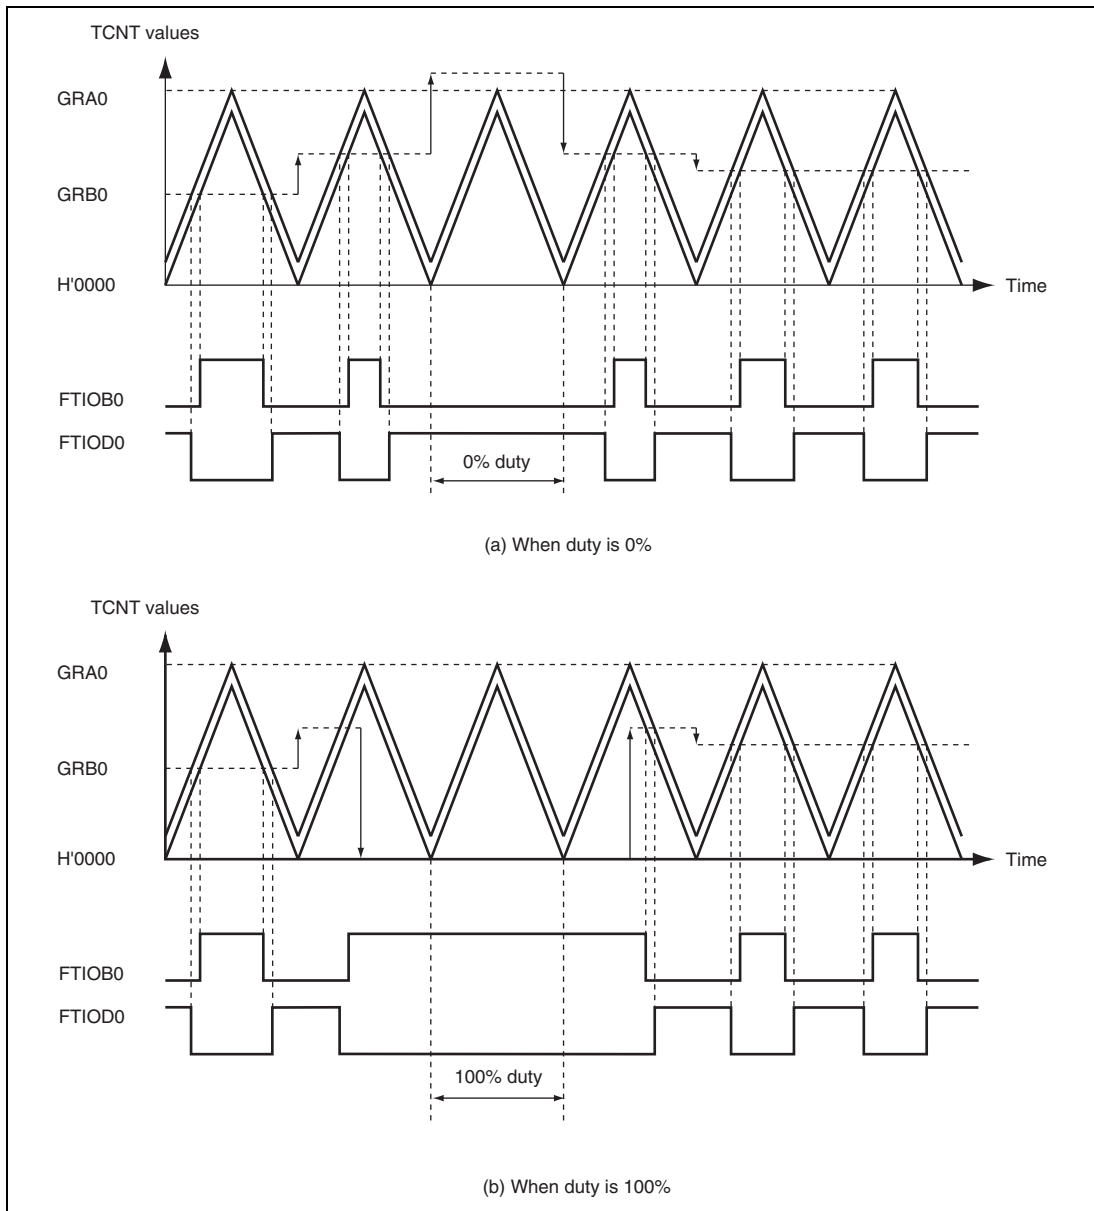 TCNT values
GRA0
GRB0
H'0000
Time
FTIOB0
FTIOD0
0% duty
(a) When duty is 0%
TCNT values
GRA0
GRB0
H'0000
Time
FTIOB0
FTIOD0
100% duty
(b) When duty is 100%